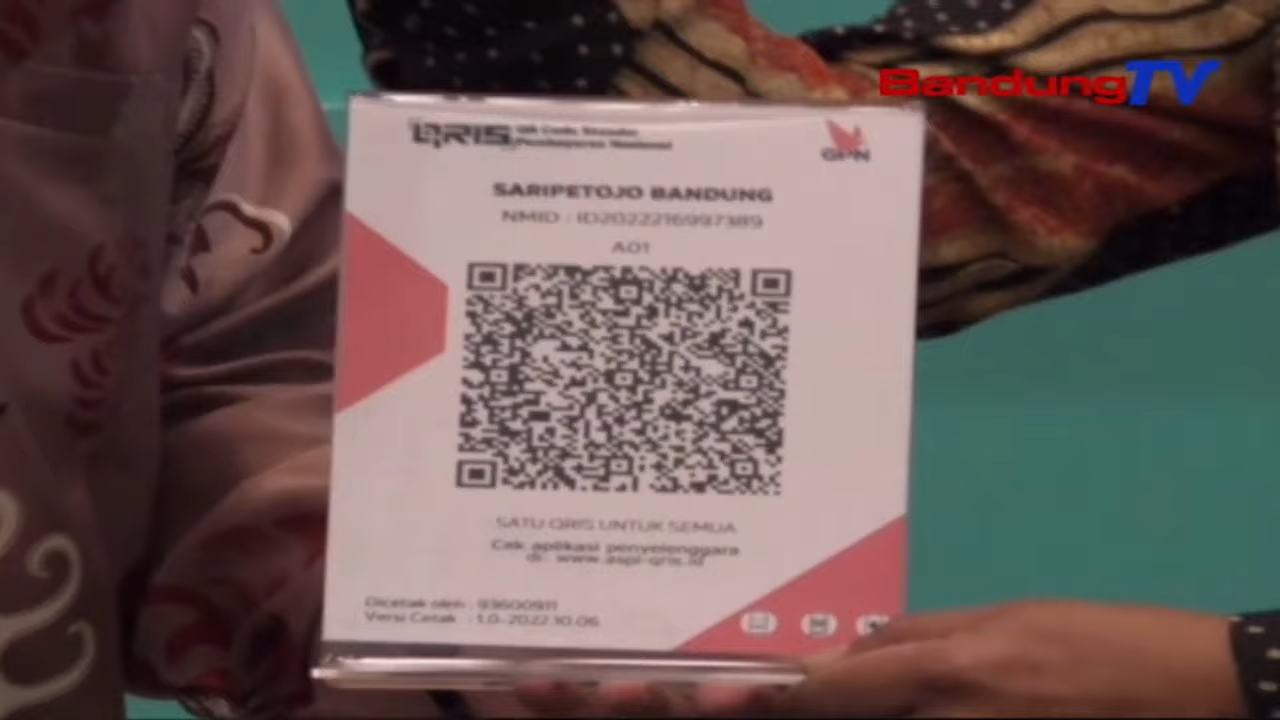 BandungTV
QRIS QR Code Standar
Pembayaran Nasional
GPN
SARIPETOJO BANDUNG
NMID : ID2022216997389
A01
SATU QRIS UNTUK SEMUA
Cek aplikasi penyelenggara
di: www.aspi-qris.id
Dicetak oleh : 93600911
Versi Cetak : 1.0-2022.10.06